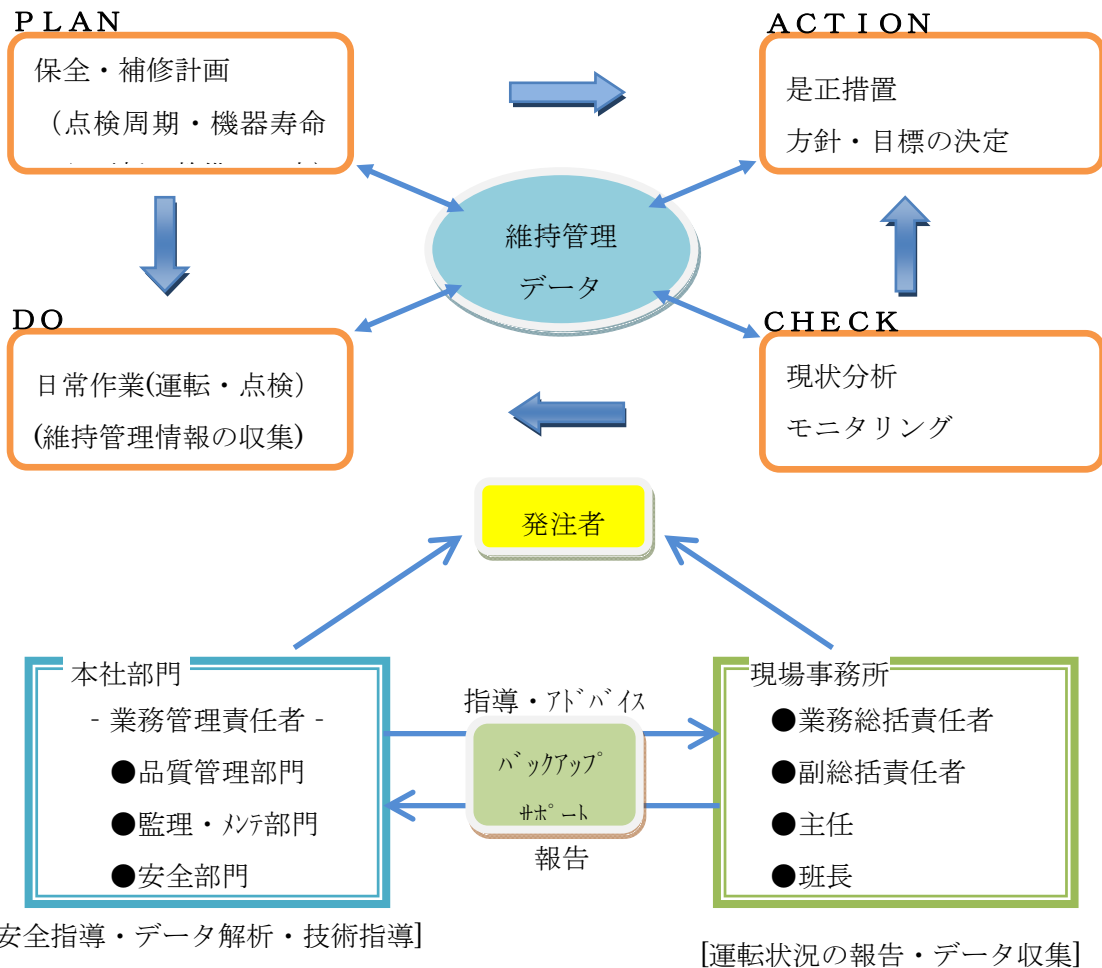 ＰＬＡＮ
保全・補修計画
（点検周期・機器寿命
ＡＣＴＩＯＮ
是正措置
方針・目標の決定
維持管理
データ
ＤＯ
日常作業(運転・点検）
(維持管理情報の収集)
ＣＨＥＣＫ
現状分析
モニタリング
発注者
本社部門
- 業務管理責任者 -
●品質管理部門
●監理・ﾒﾝﾃ部門
●安全部門
指導・ｱﾄﾞﾊﾞｲｽ
ﾊﾞｯｸｱｯﾌﾟ
ｻﾎﾟｰﾄ
報告
現場事務所
●業務総括責任者
●副総括責任者
●主任
●班長
安全指導・データ解析・技術指導]
[運転状況の報告・データ収集]